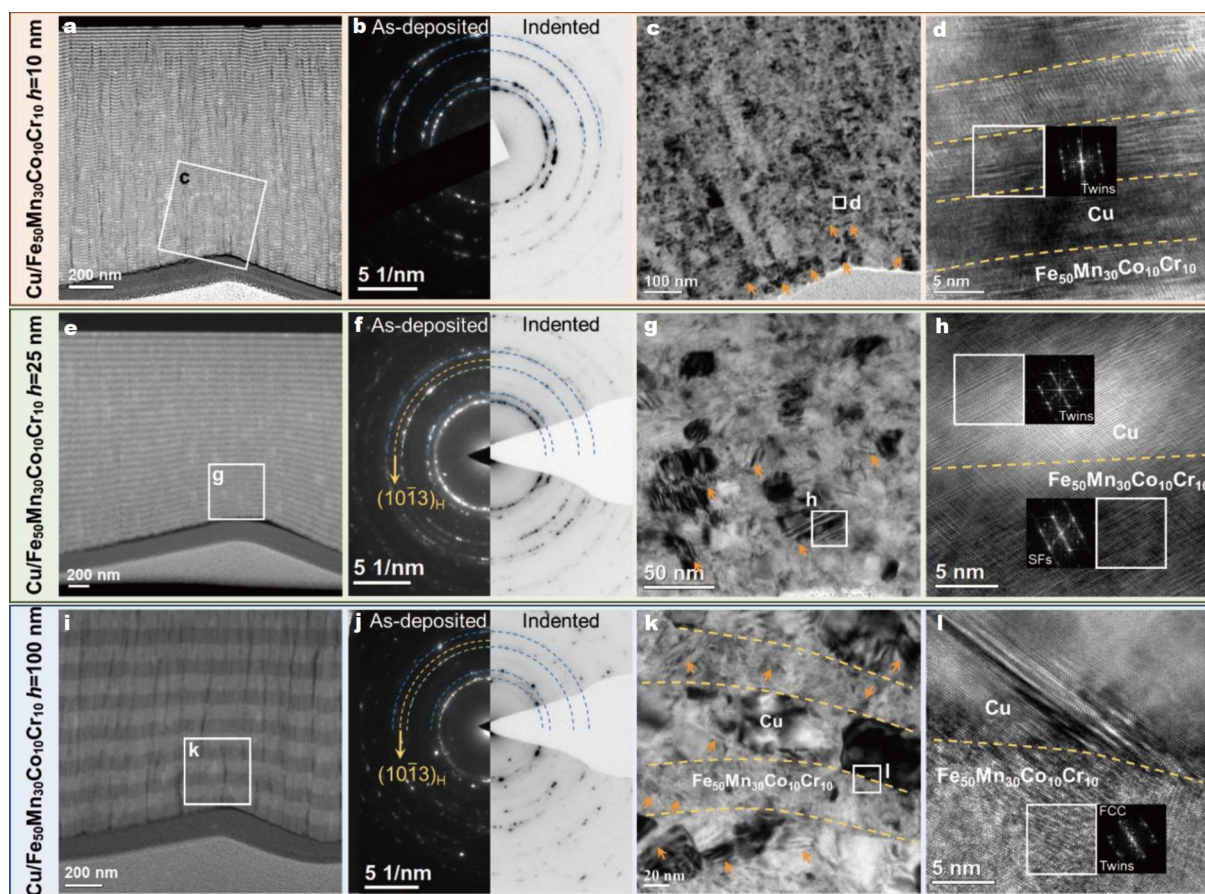 Cu/Fe₅₀Mn₃₀Co₁₀Cr₁₀ h=10 nm
a
c
200 nm
b
As-deposited
Indented
5 1/nm
c
d
100 nm
d
Twins
Cu
Fe₅₀Mn₃₀Co₁₀Cr₁₀
5 nm
Cu/Fe₅₀Mn₃₀Co₁₀Cr₁₀ h=25 nm
e
g
200 nm
f
As-deposited
Indented
(101̅3)H
5 1/nm
g
h
50 nm
h
Twins
Cu
Fe₅₀Mn₃₀Co₁₀Cr₁₀
SFs
5 nm
Cu/Fe₅₀Mn₃₀Co₁₀Cr₁₀ h=100 nm
i
k
200 nm
j
As-deposited
Indented
(101̅3)H
5 1/nm
k
Cu
Fe₅₀Mn₃₀Co₁₀Cr₁₀
l
20 nm
l
Cu
Fe₅₀Mn₃₀Co₁₀Cr₁₀
FCC
Twins
5 nm